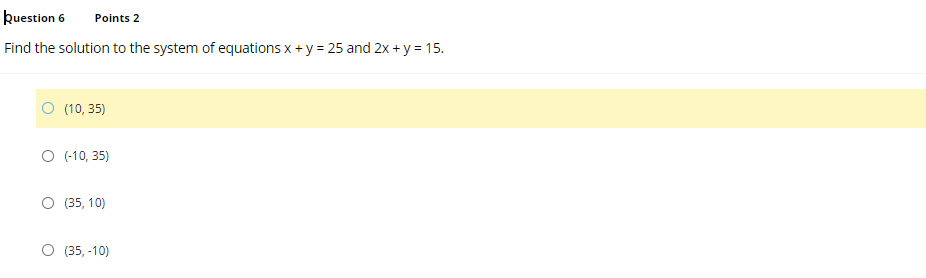 Question 6 Points 2
Find the solution to the system of equations x + y = 25 and 2x + y = 15.
(10, 35)
(-10, 35)
(35, 10)
(35, -10)